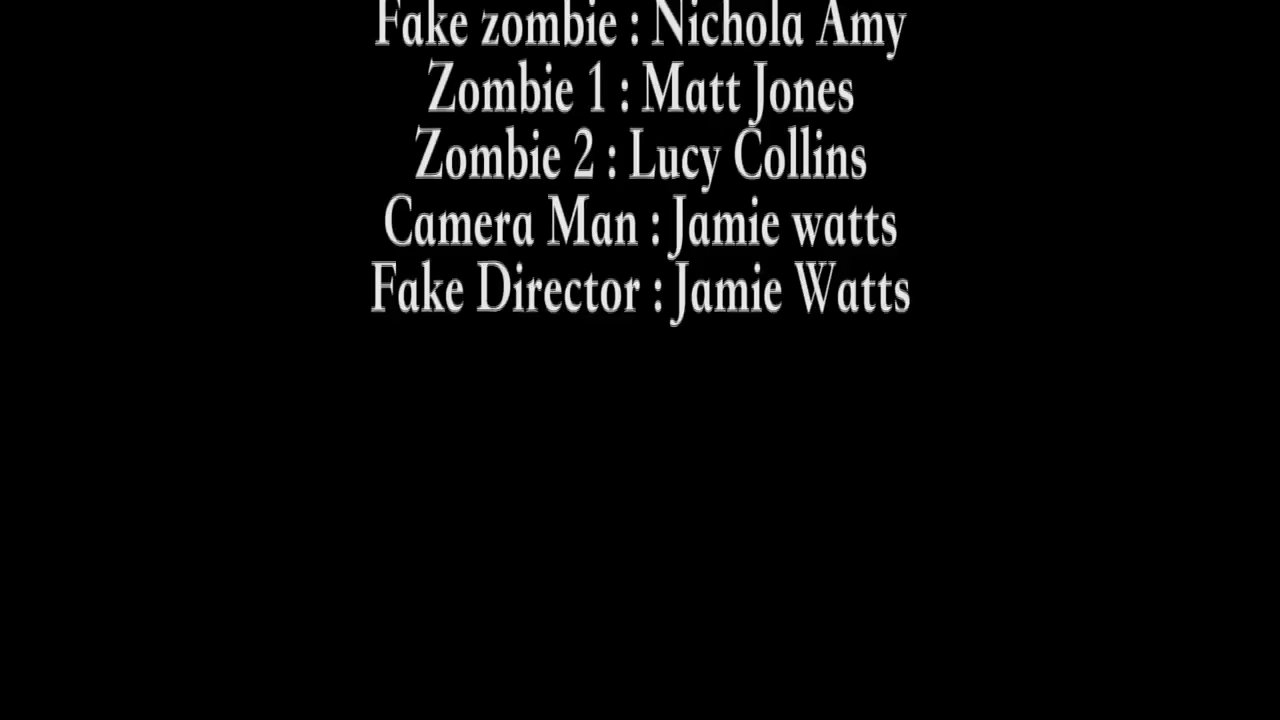 Fake zombie : Nichola Amy
Zombie 1 : Matt Jones
Zombie 2 : Lucy Collins
Camera Man : Jamie watts
Fake Director : Jamie Watts